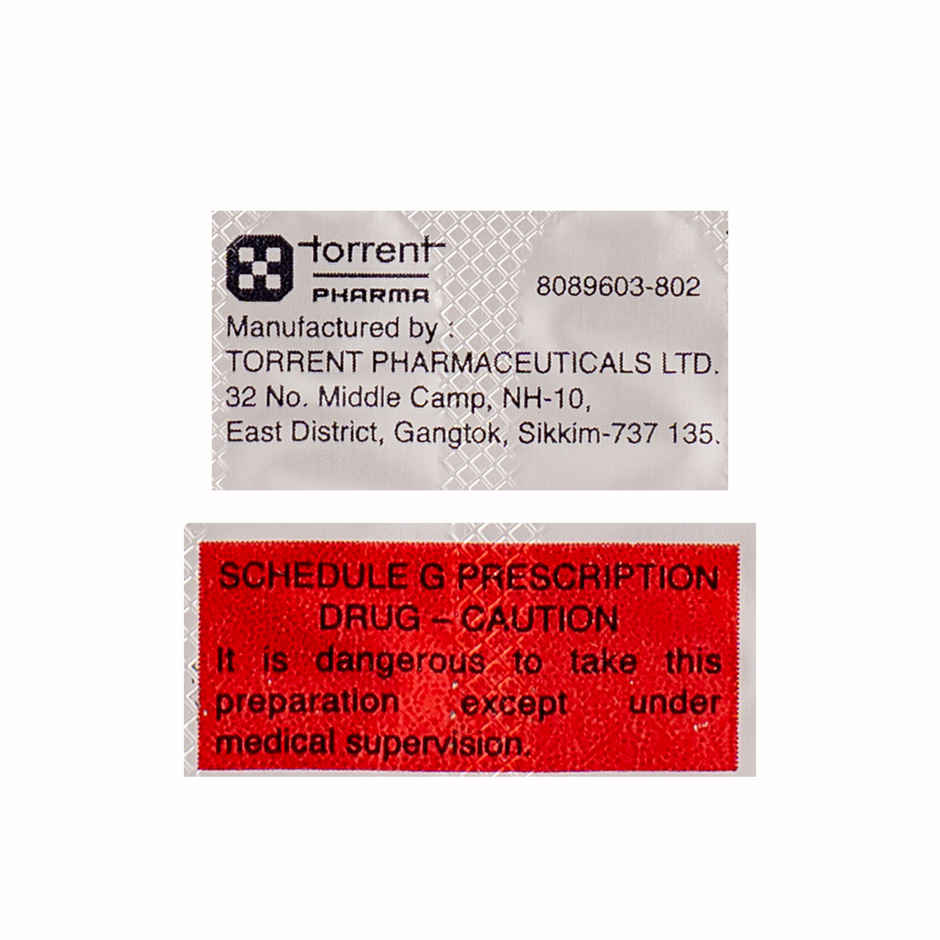 torrent
PHARMA
8089603-802
Manufactured by :
TORRENT PHARMACEUTICALS LTD.
32 No. Middle Camp, NH-10,
East District, Gangtok, Sikkim-737 135.
SCHEDULE G PRESCRIPTION
DRUG – CAUTION
It is dangerous to take this
preparation except under
medical supervision.